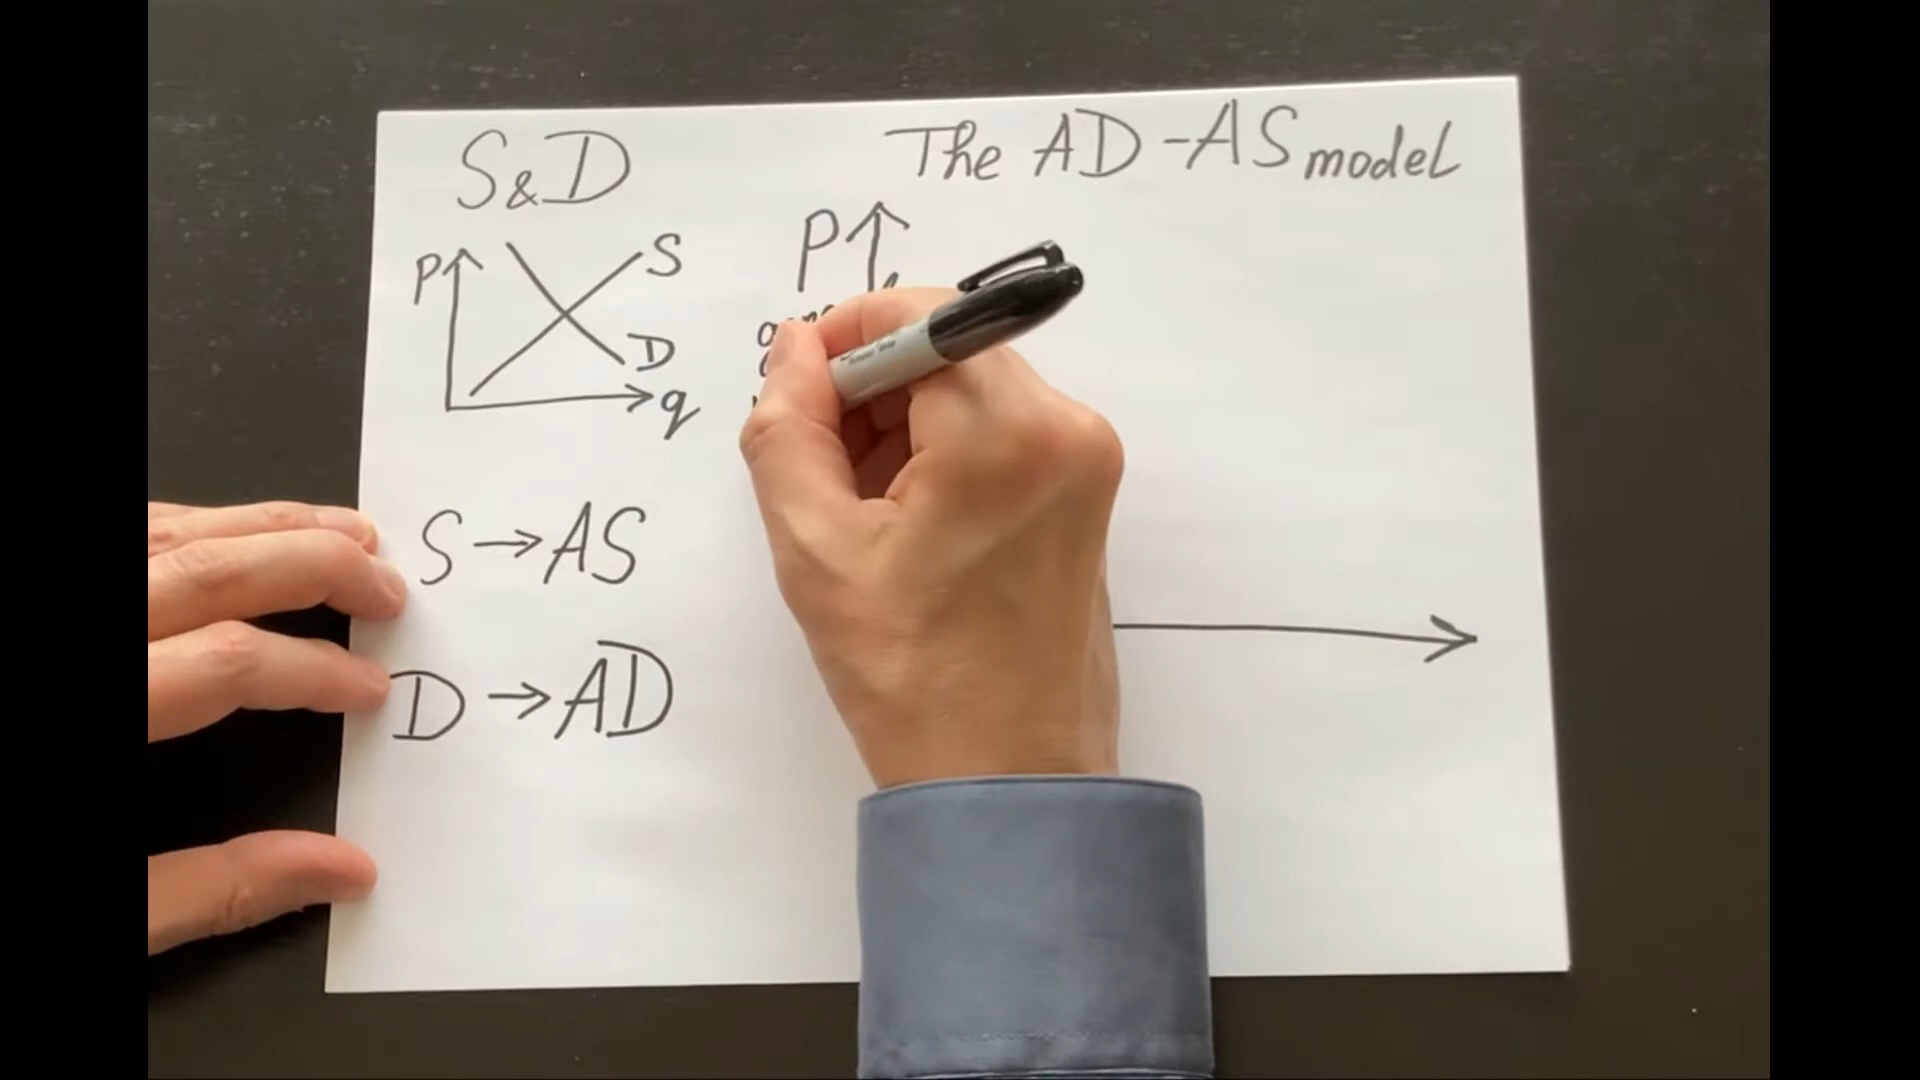 S&D
The AD-AS model
P
S
D
q
P
S→AS
D→AD